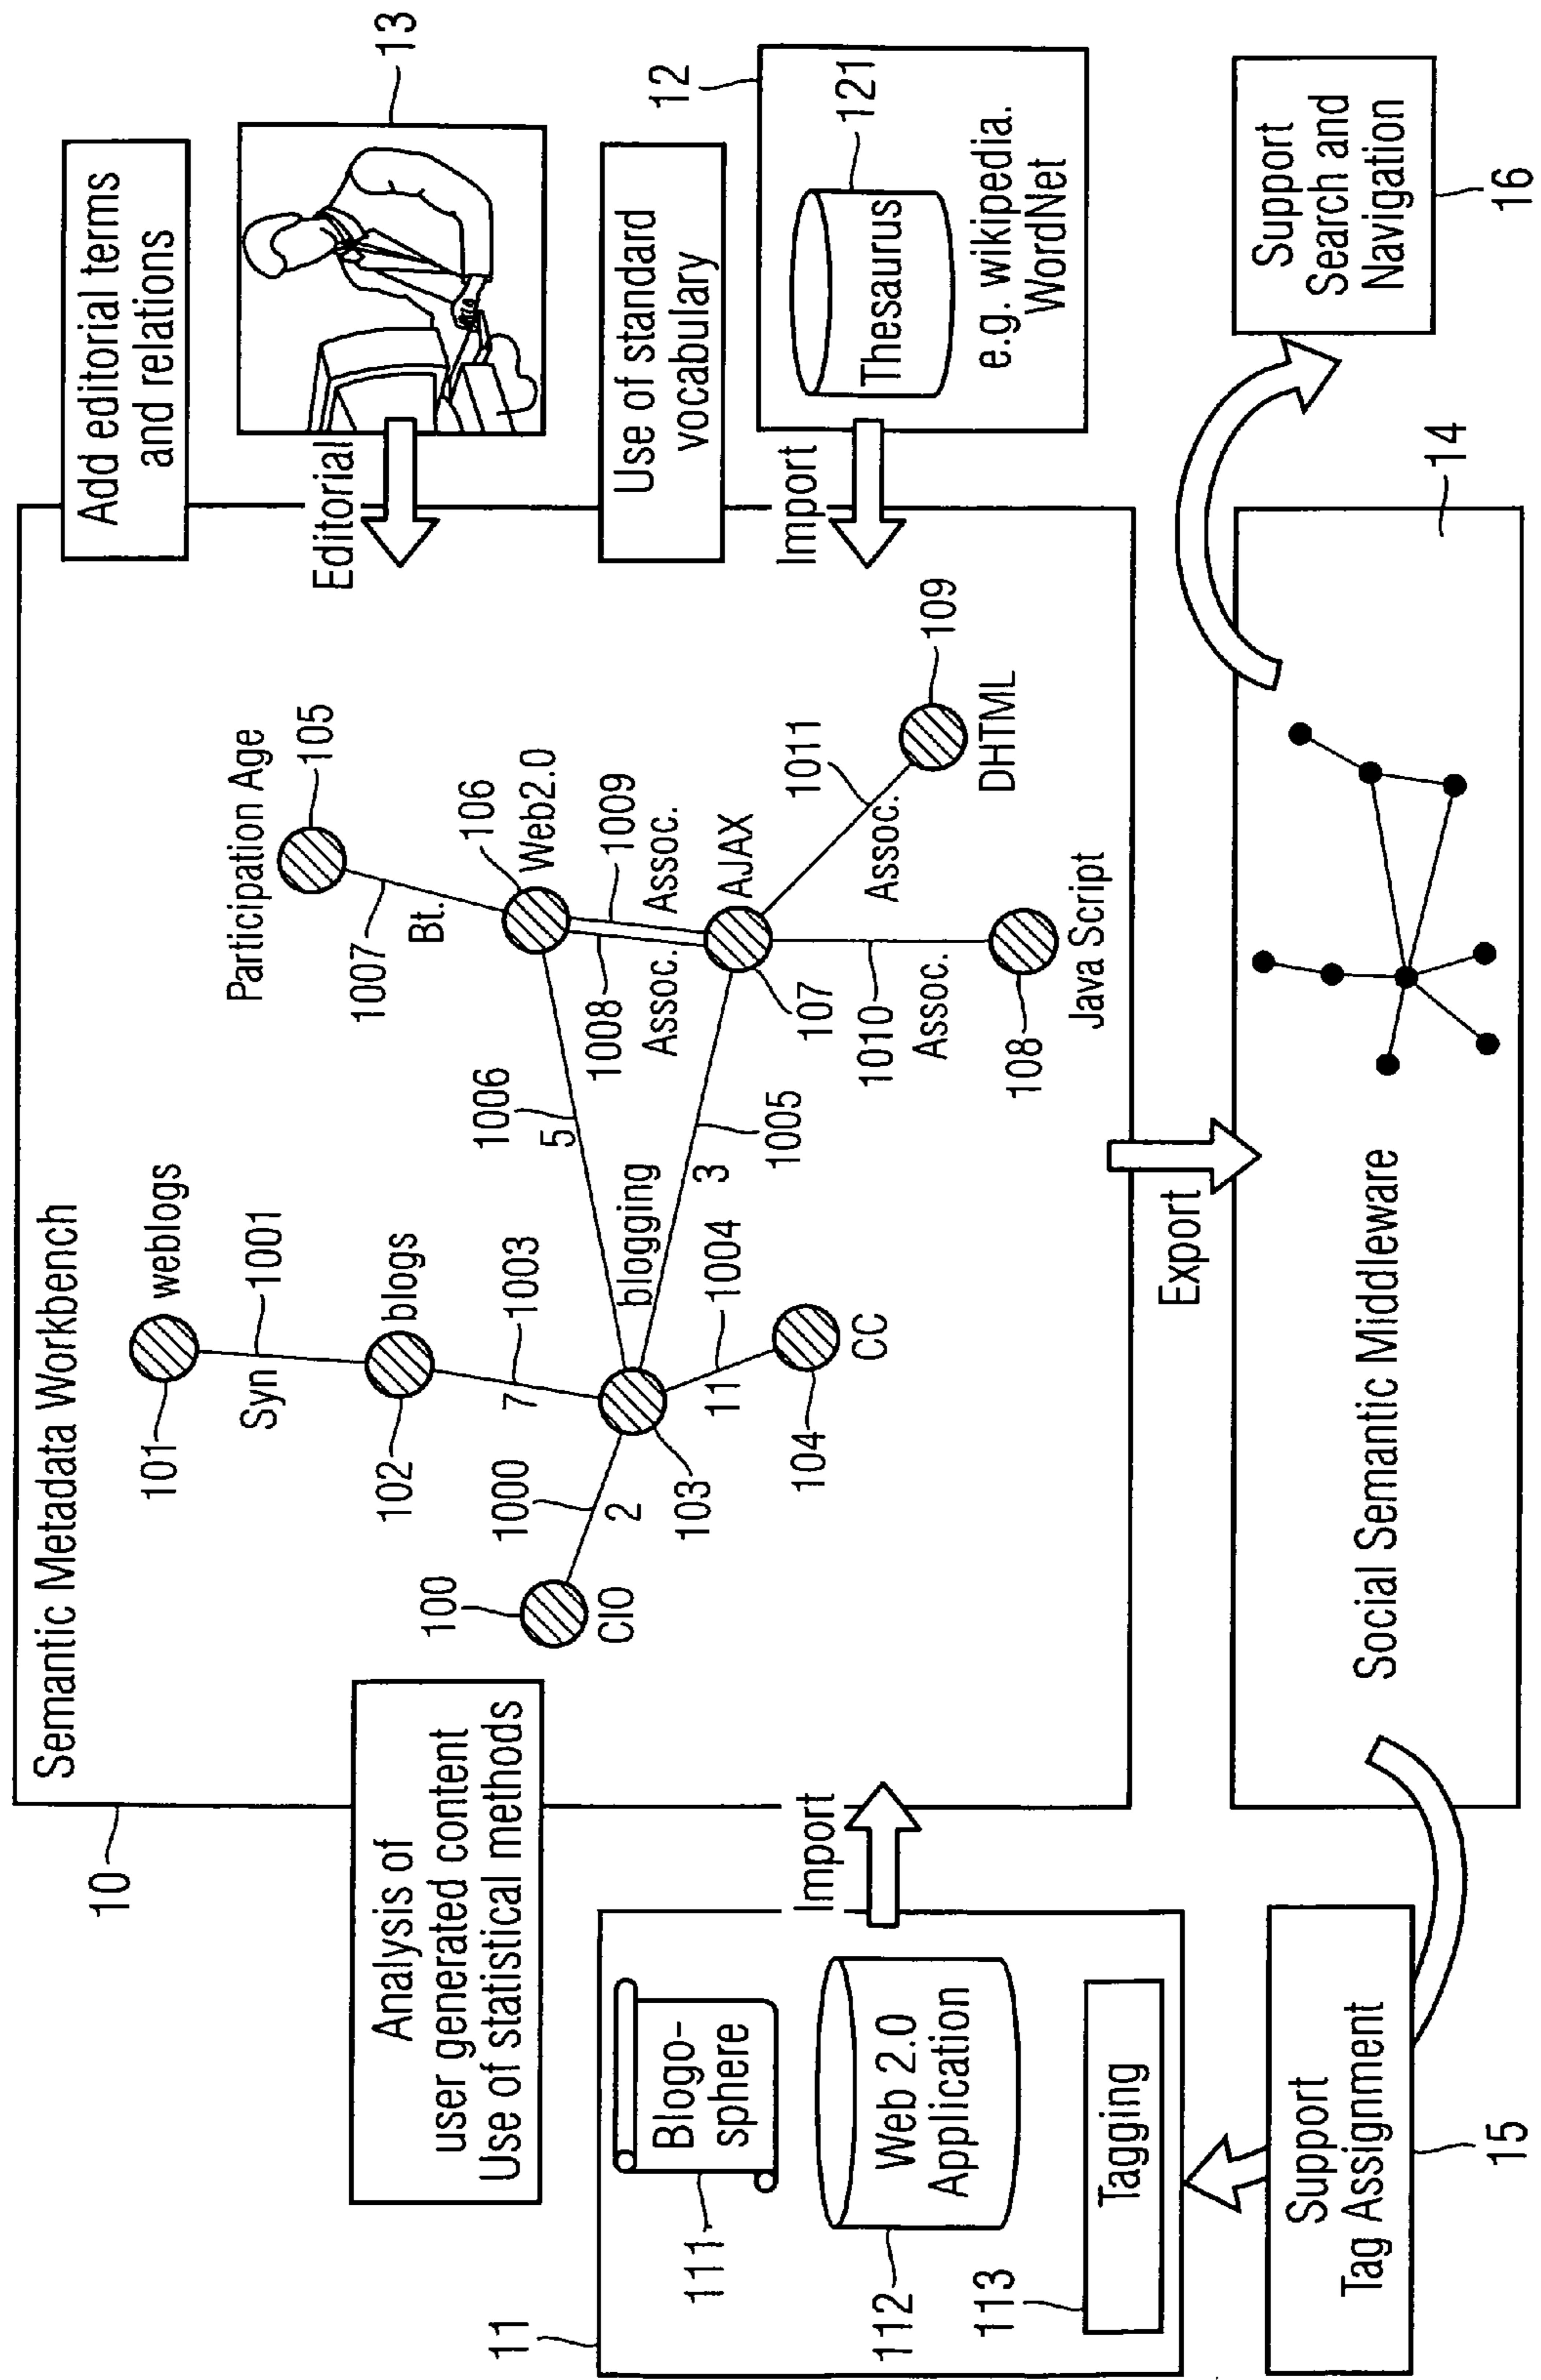 Semantic Metadata Workbench
10
Analysis of
user generated content
Use of statistical methods
Add editorial terms
and relations
13
Editorial
Use of standard
vocabulary
Import
12
Thesaurus
121
e.g. wikipedia.
WordNet
101
weblogs
Syn
1001
102
blogs
7
1003
100
CIO
1000
2
103
blogging
11
1004
104
CC
1006
5
3
1005
Participation Age
105
1007
Bt.
106
Web2.0
1008
Assoc.
1009
Assoc.
AJAX
107
1010
Assoc.
108
Java Script
1011
Assoc.
109
DHTML
11
111
Blogo-
sphere
112
Web 2.0
Application
113
Tagging
Import
Export
Social Semantic Middleware
14
Support
Tag Assignment
15
Support
Search and
Navigation
16